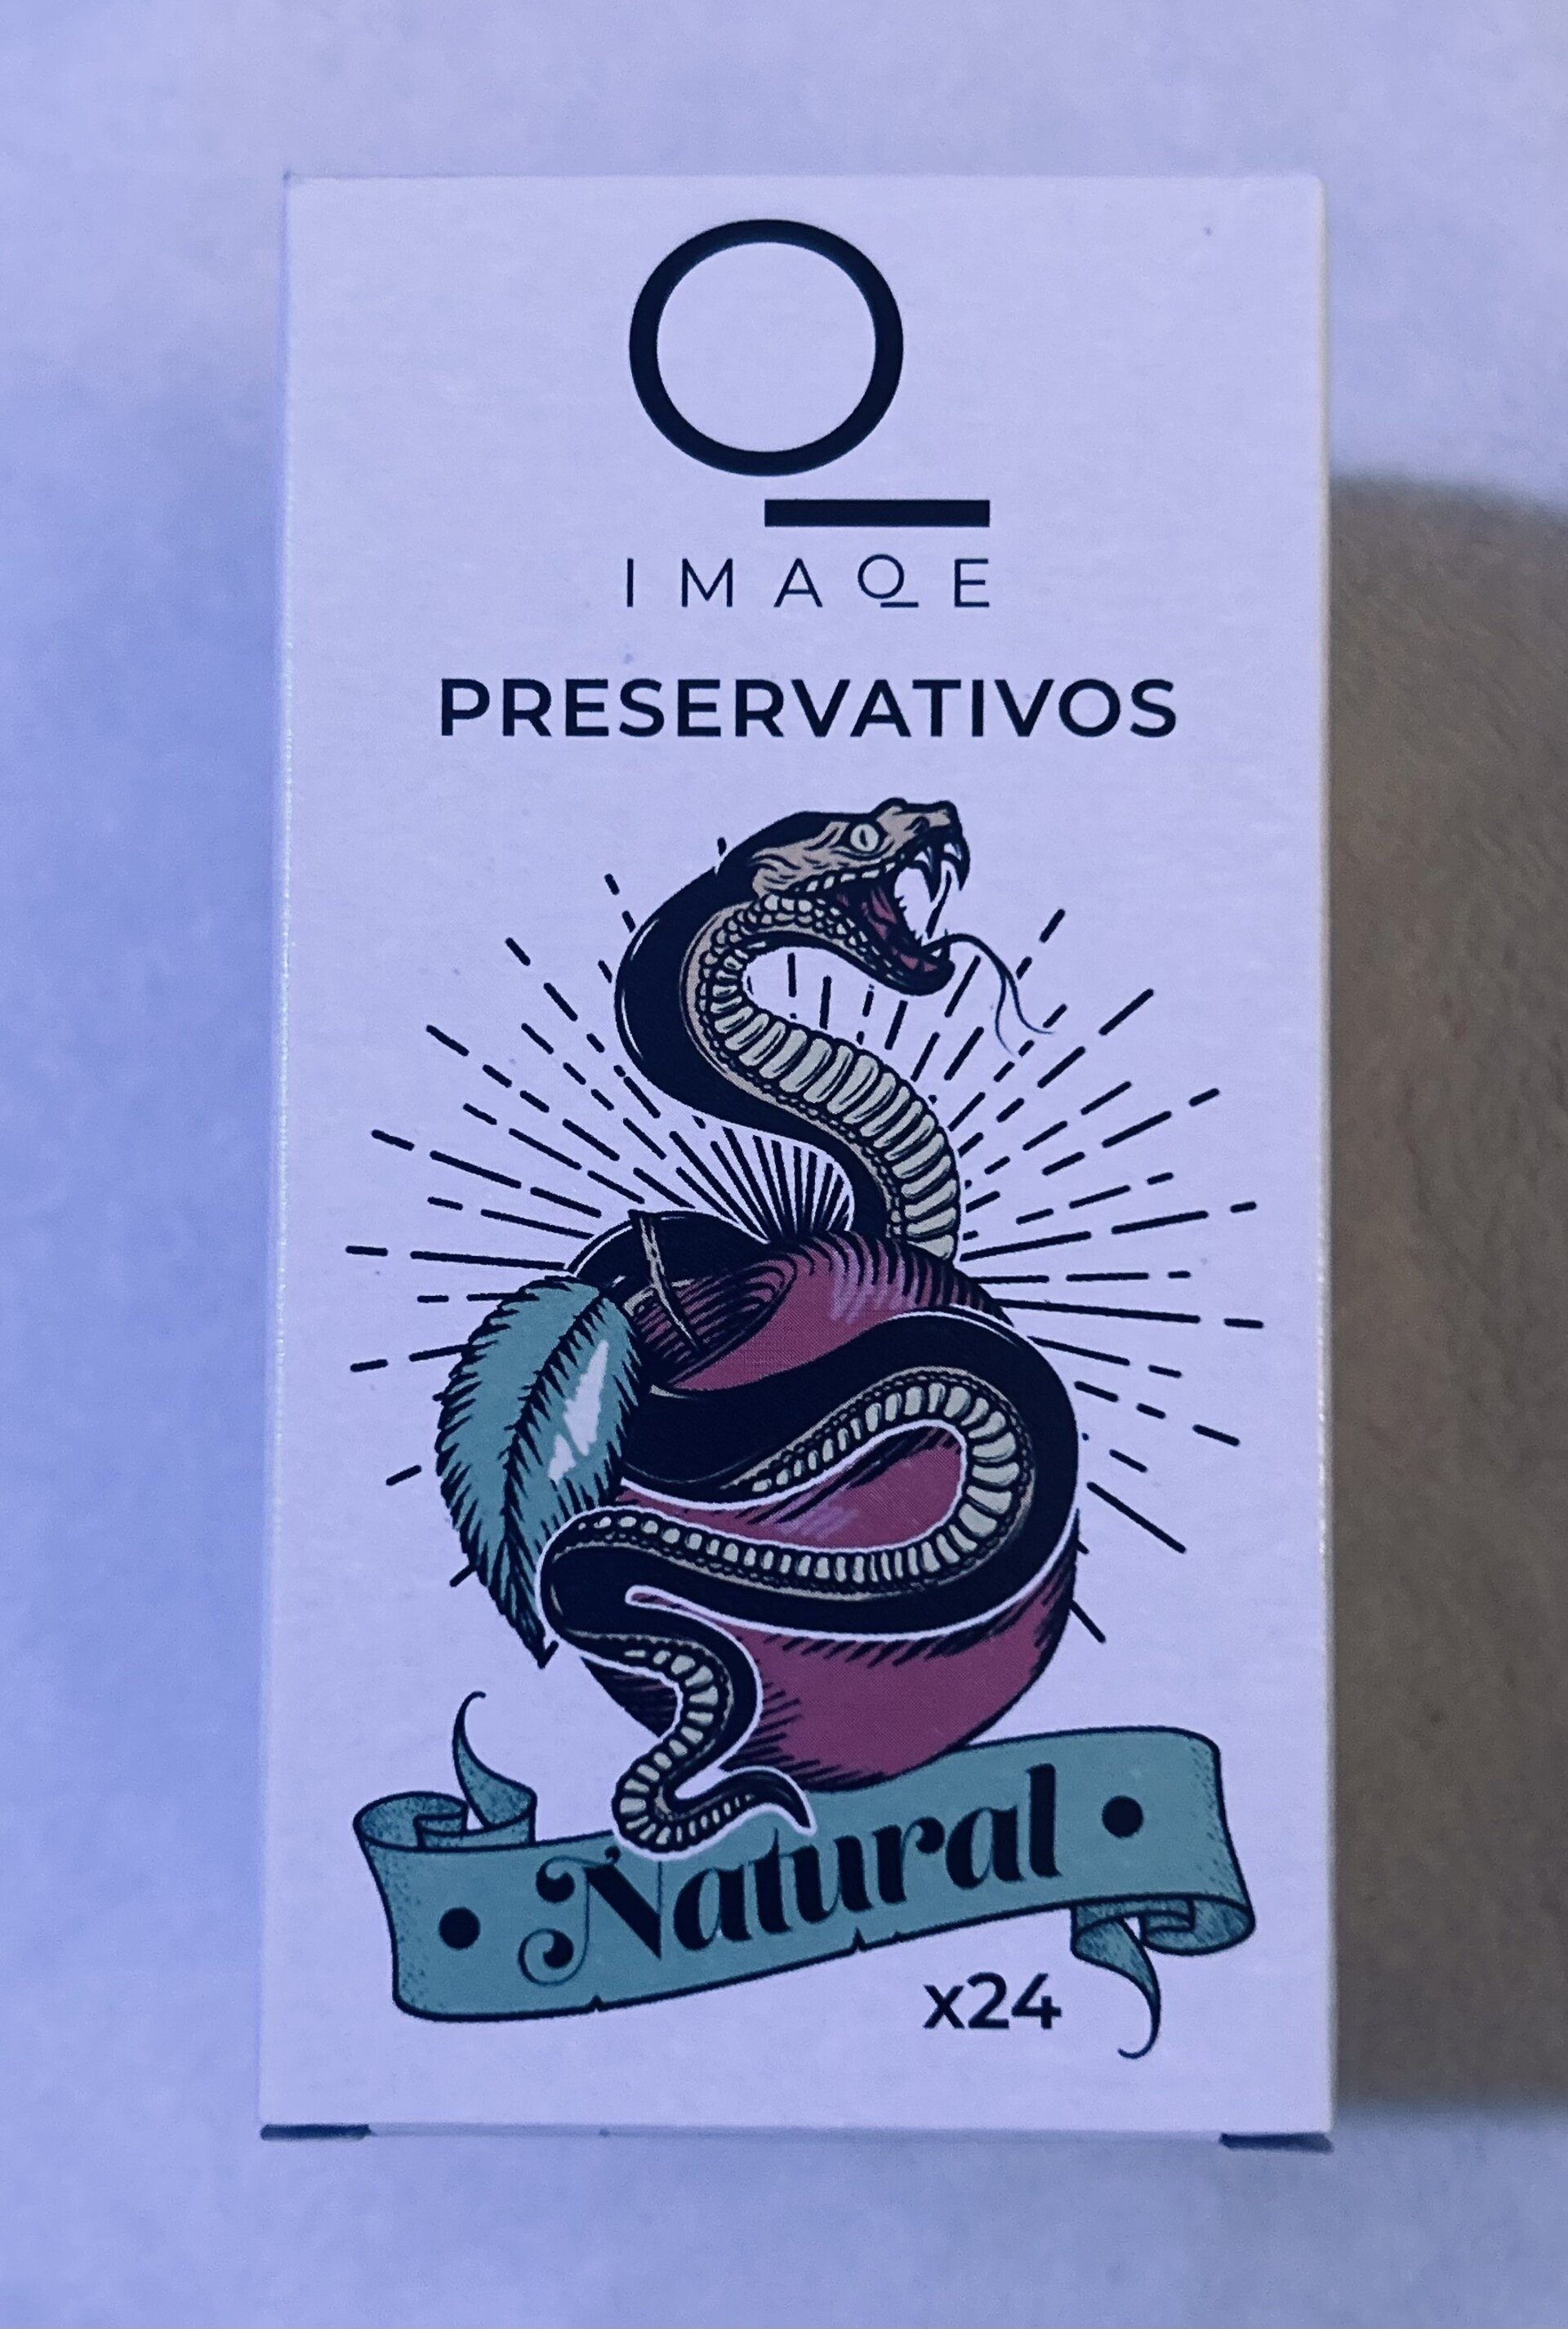 IMAQE
PRESERVATIVOS
Natural
x24